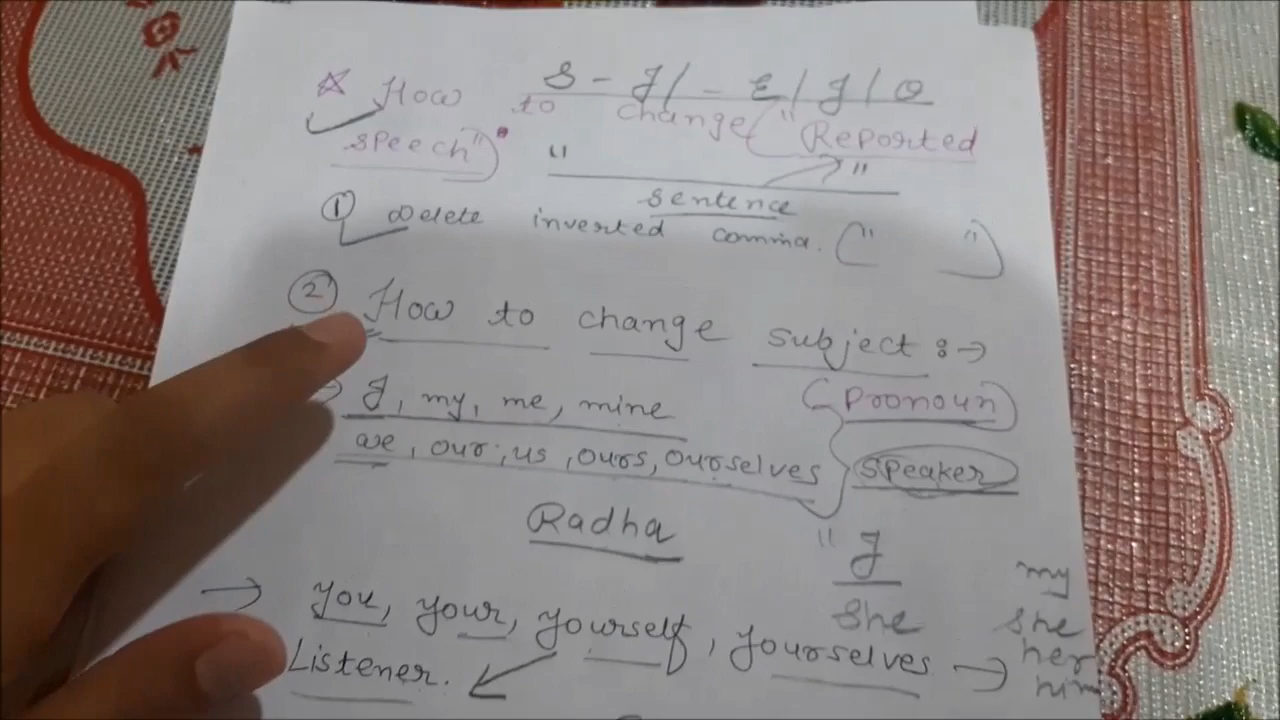 ☆ How to change (" Reported
speech")
"          "
sentence
① Delete inverted comma. ("    ")
② How to change subject :→
I, my, me, mine (Pronoun)
we, our, us, ours, ourselves speaker
Radha
" I my
She she
→ you, your, yourself, yourselves → her
Listener. him